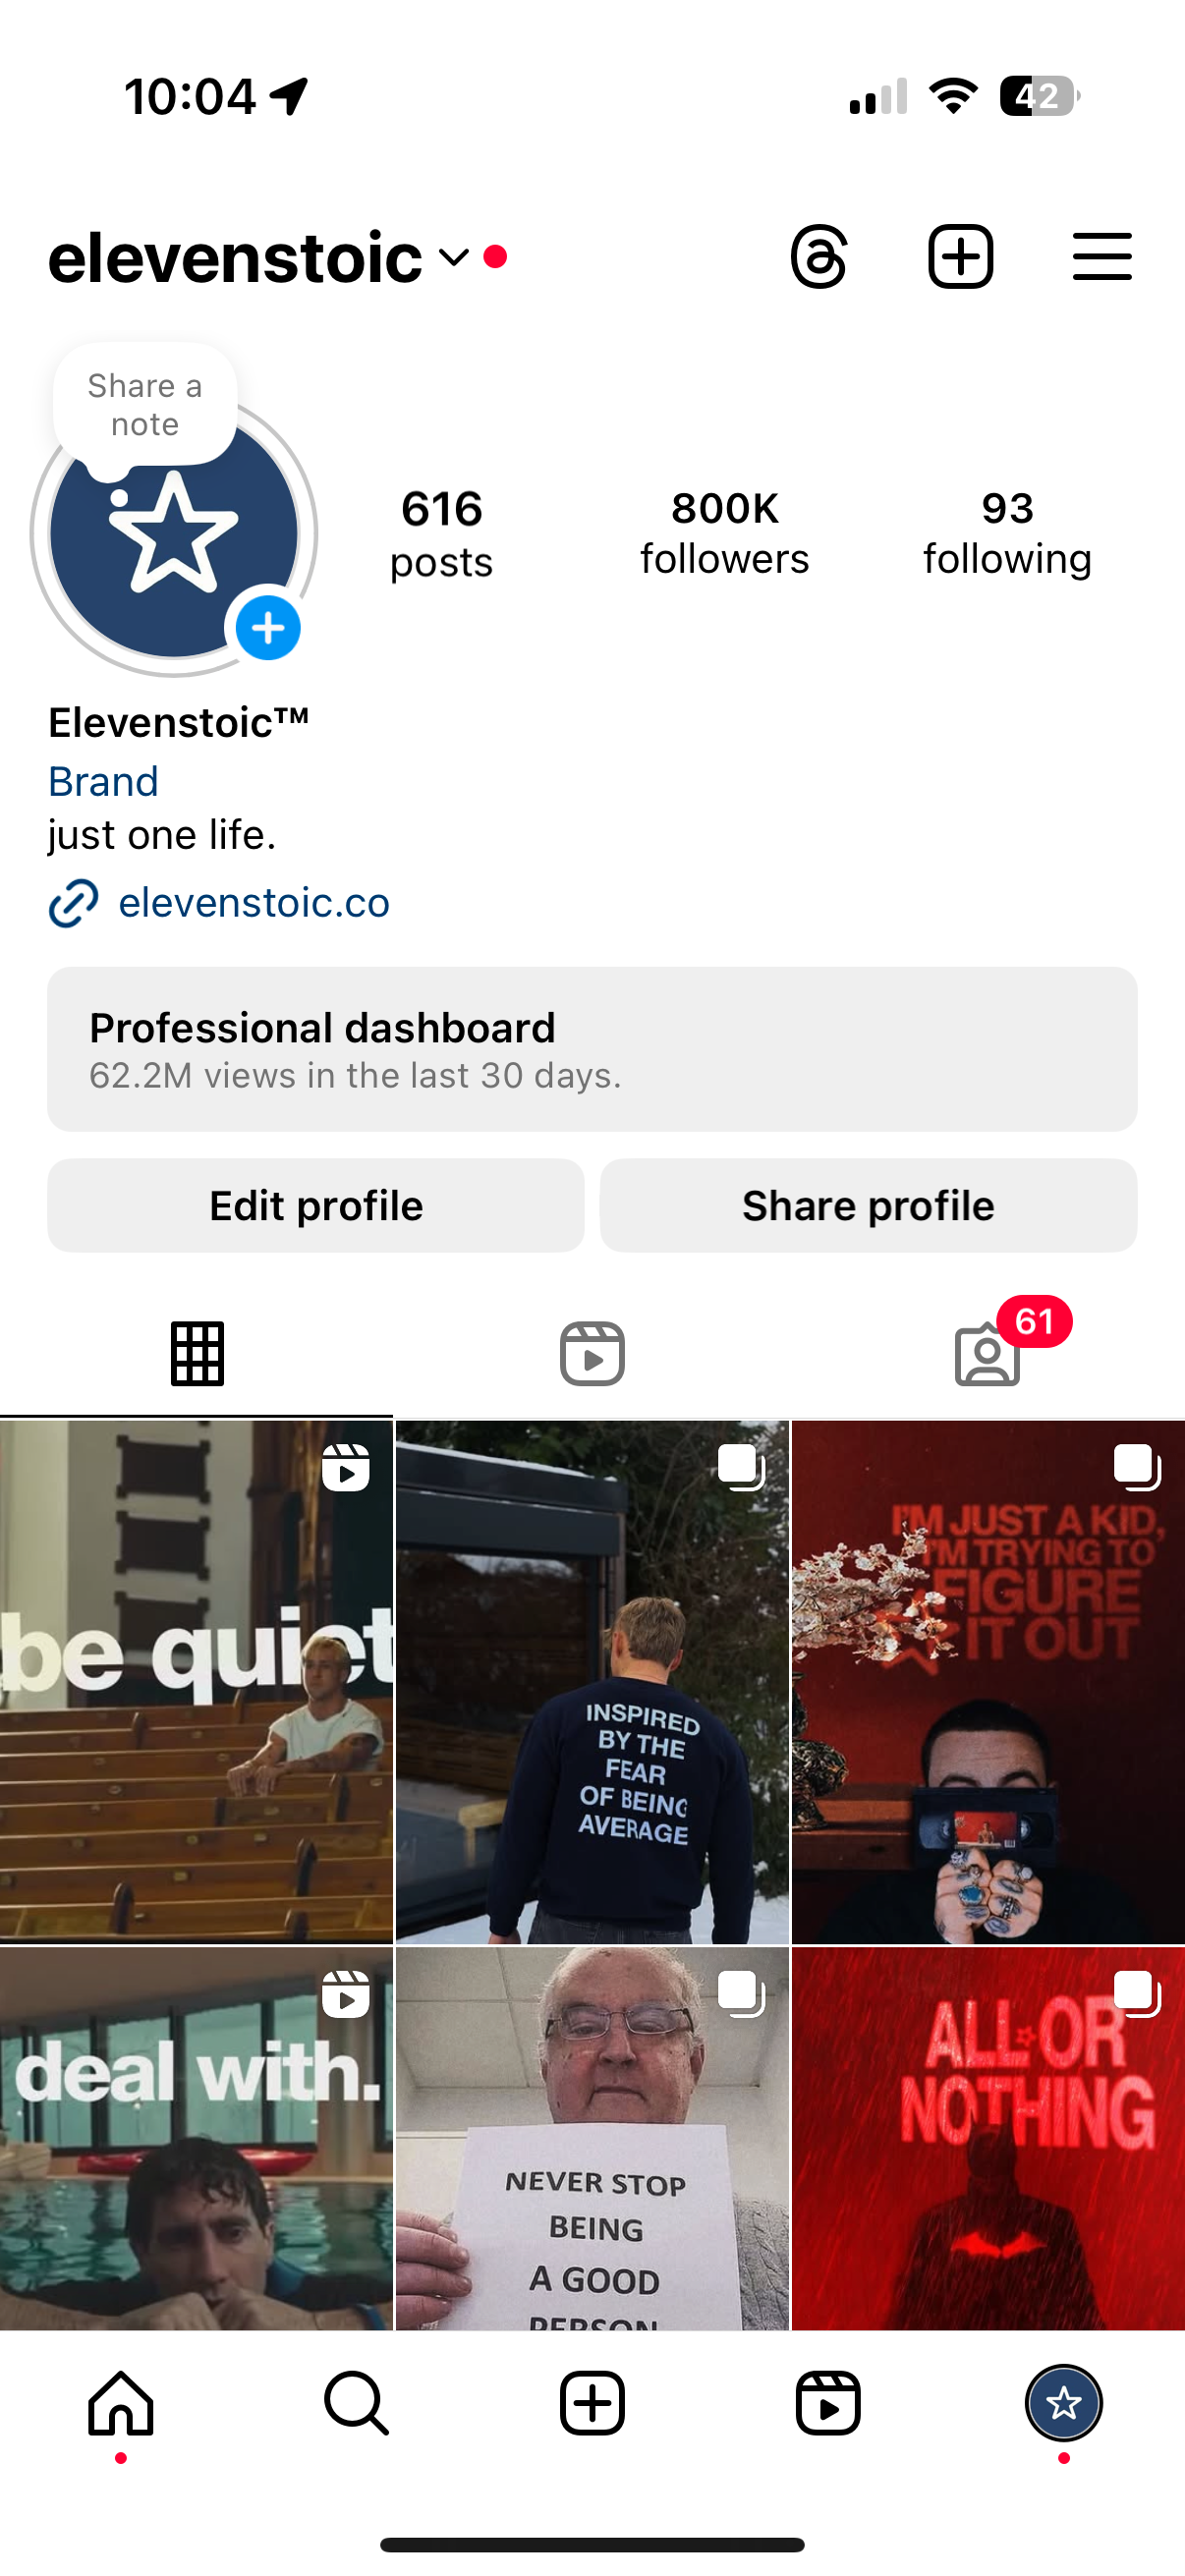 10:04
42
elevenstoic
Share a
note
616
posts
800K
followers
93
following
Elevenstoic™
Brand
just one life.
elevenstoic.co
Professional dashboard
62.2M views in the last 30 days.
Edit profile
Share profile
61
be quiet
INSPIRED
BY THE
FEAR
OF BEING
AVERAGE
I'M JUST A KID,
I'M TRYING TO
FIGURE
IT OUT
deal with.
NEVER STOP
BEING
A GOOD
PERSON
ALL OR
NOTHING